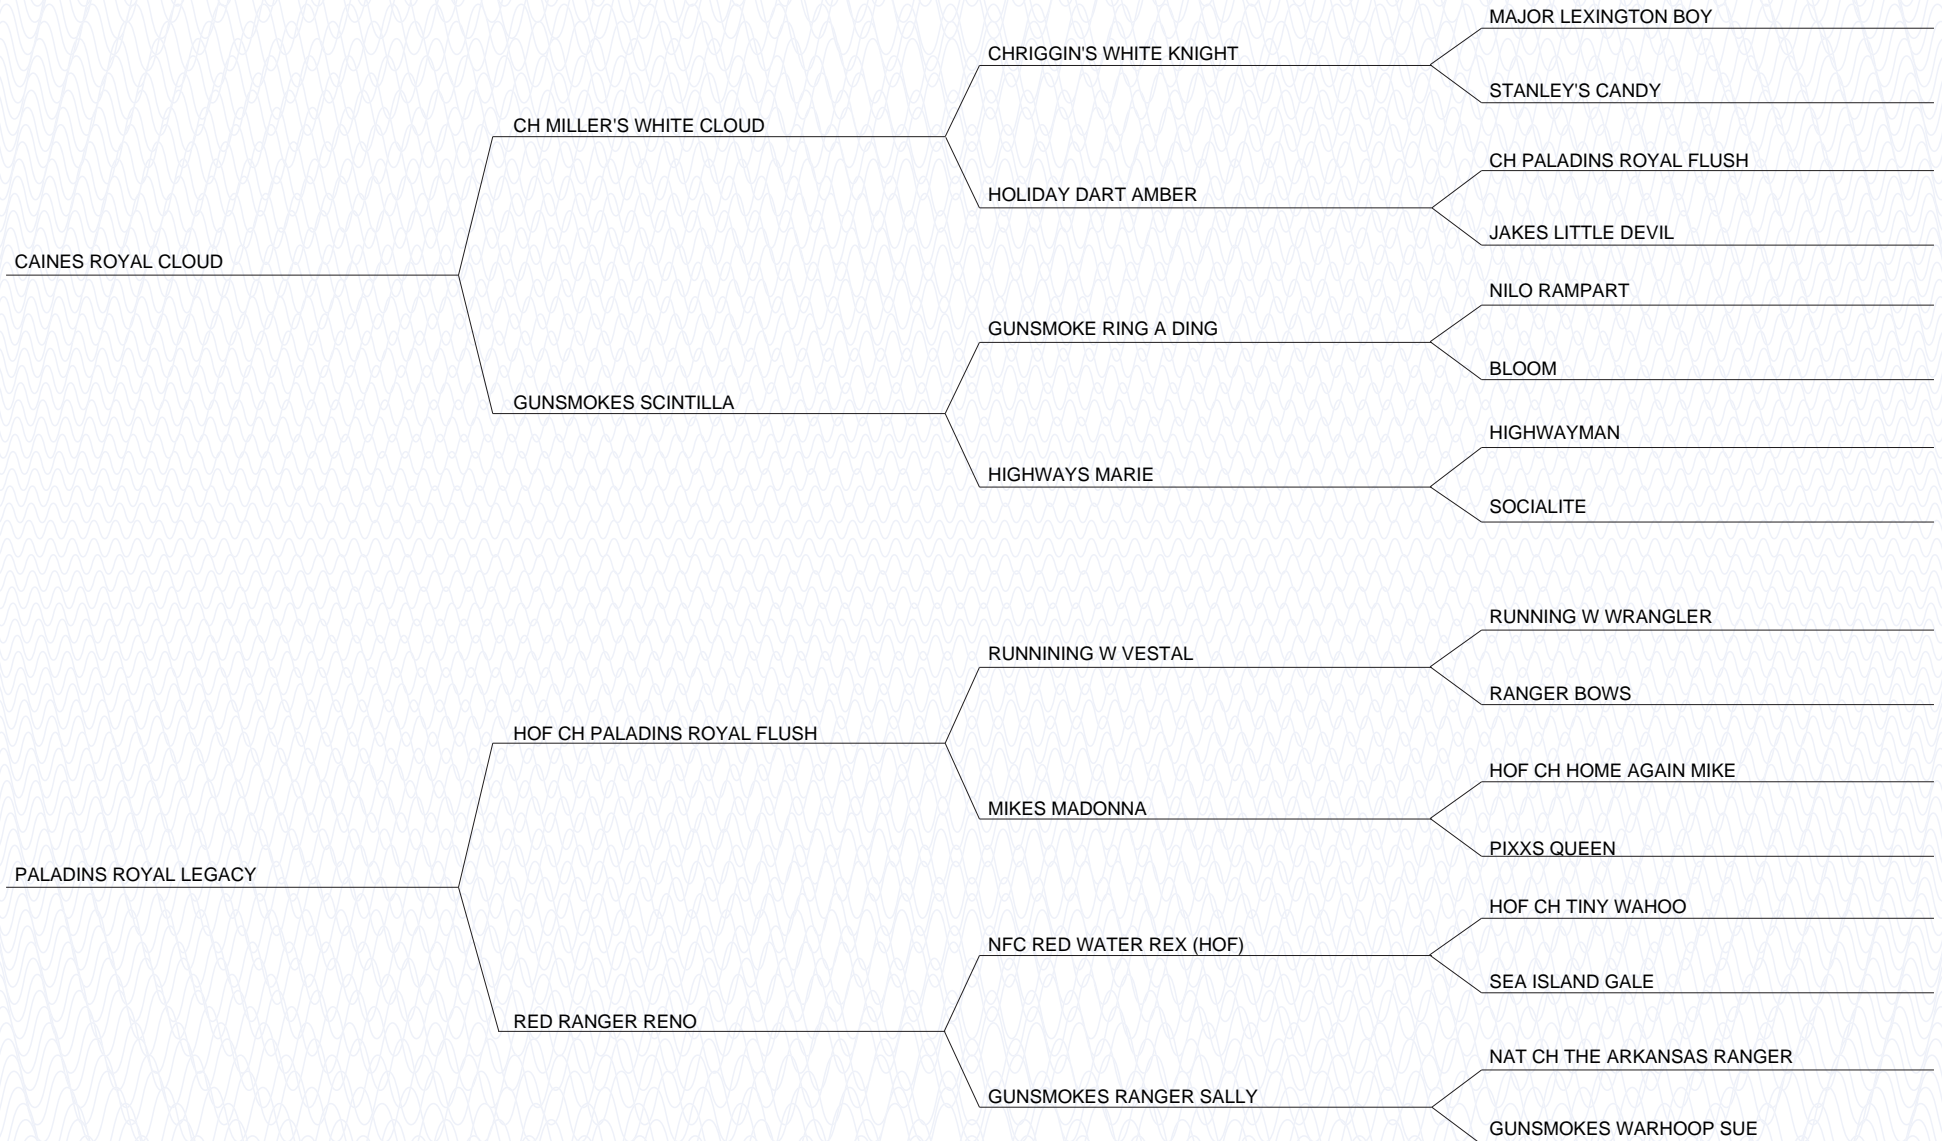 MAJOR LEXINGTON BOY
CHRIGGIN'S WHITE KNIGHT
STANLEY'S CANDY
CH MILLER'S WHITE CLOUD
CH PALADINS ROYAL FLUSH
HOLIDAY DART AMBER
JAKES LITTLE DEVIL
CAINES ROYAL CLOUD
NILO RAMPART
GUNSMOKE RING A DING
BLOOM
GUNSMOKES SCINTILLA
HIGHWAYMAN
HIGHWAYS MARIE
SOCIALITE
RUNNING W WRANGLER
RUNNINING W VESTAL
RANGER BOWS
HOF CH PALADINS ROYAL FLUSH
HOF CH HOME AGAIN MIKE
MIKES MADONNA
PIXXS QUEEN
PALADINS ROYAL LEGACY
HOF CH TINY WAHOO
NFC RED WATER REX (HOF)
SEA ISLAND GALE
RED RANGER RENO
NAT CH THE ARKANSAS RANGER
GUNSMOKES RANGER SALLY
GUNSMOKES WARHOOP SUE